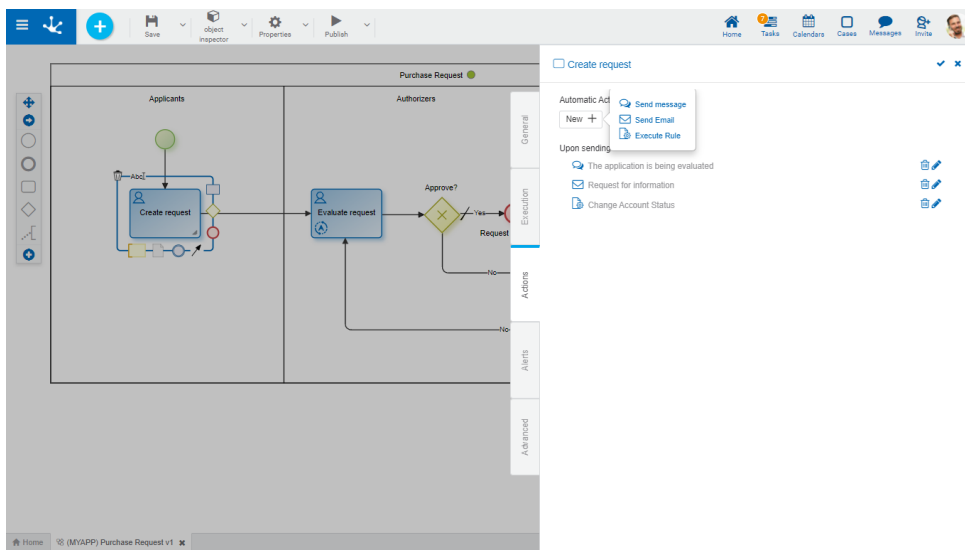 Save
object
inspector
Properties
Publish
Home
7
Tasks
Calendars
Cases
Messages
Invite
Purchase Request
Applicants
Authorizers
Abc
Create request
Evaluate request
Approve?
Yes
Request
No
No
General
Execution
Actions
Alerts
Advanced
Create request
Automatic Act
New
Send message
Send Email
Execute Rule
Upon sending
The application is being evaluated
Request for information
Change Account Status
Home
(MYAPP) Purchase Request v1